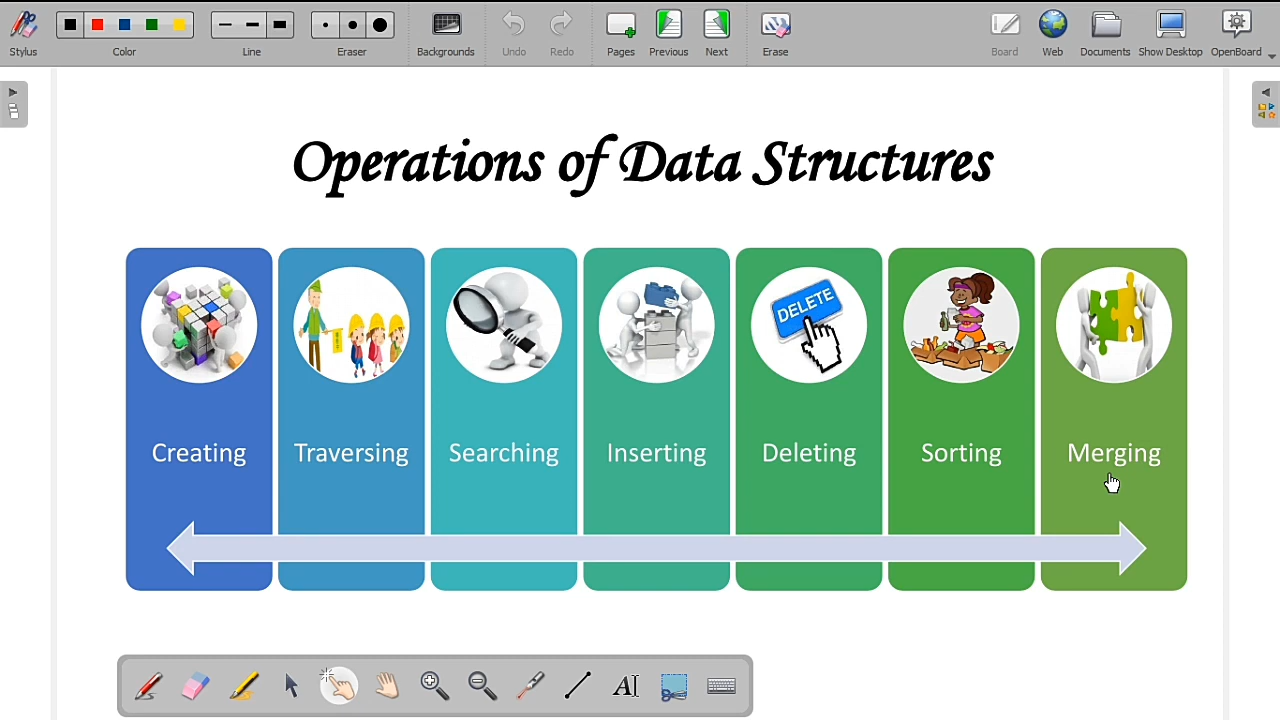 Stylus
Color
Line
Eraser
Backgrounds
Undo
Redo
Pages
Previous
Next
Erase
Board
Web
Documents
Show Desktop
OpenBoard
Operations of Data Structures
DELETE
Creating
Traversing
Searching
Inserting
Deleting
Sorting
Merging
AI